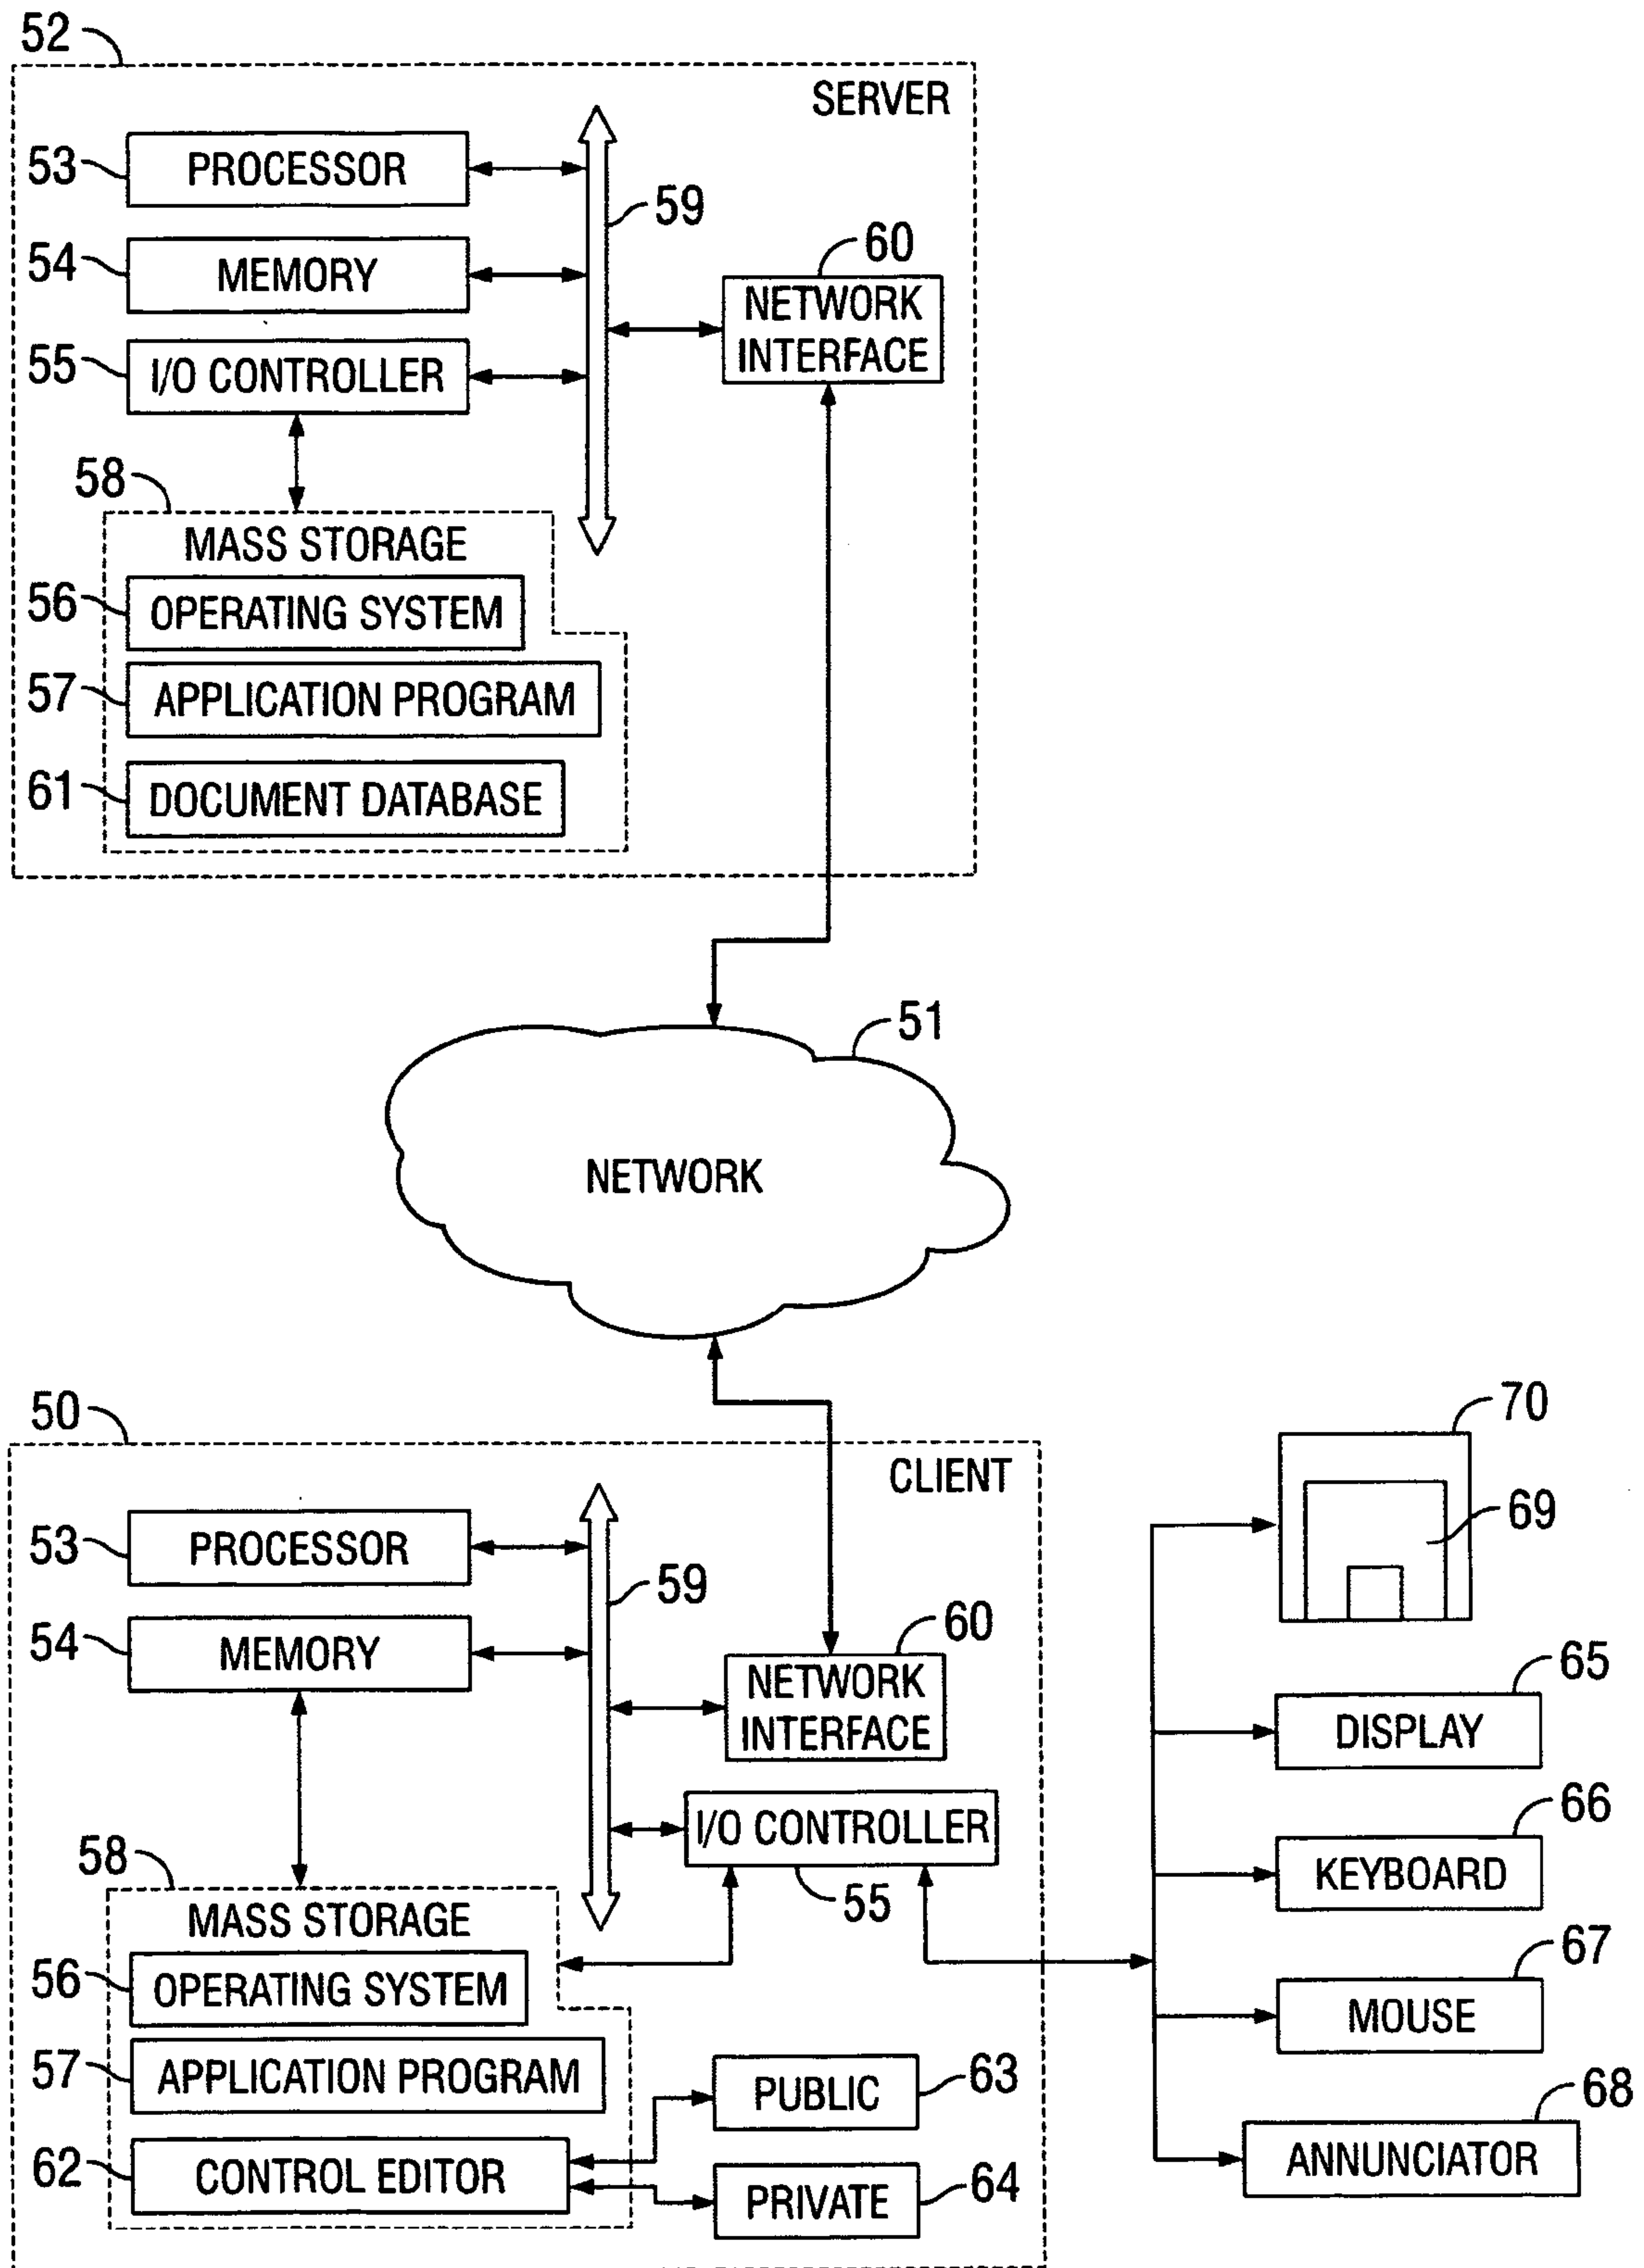 52
SERVER
53
PROCESSOR
59
54
MEMORY
60
NETWORK
INTERFACE
55
I/O CONTROLLER
58
MASS STORAGE
56
OPERATING SYSTEM
57
APPLICATION PROGRAM
61
DOCUMENT DATABASE
51
NETWORK
50
CLIENT
53
PROCESSOR
59
54
MEMORY
60
NETWORK
INTERFACE
I/O CONTROLLER
55
58
MASS STORAGE
56
OPERATING SYSTEM
57
APPLICATION PROGRAM
62
CONTROL EDITOR
PUBLIC
63
PRIVATE
64
70
69
65
DISPLAY
66
KEYBOARD
67
MOUSE
68
ANNUNCIATOR